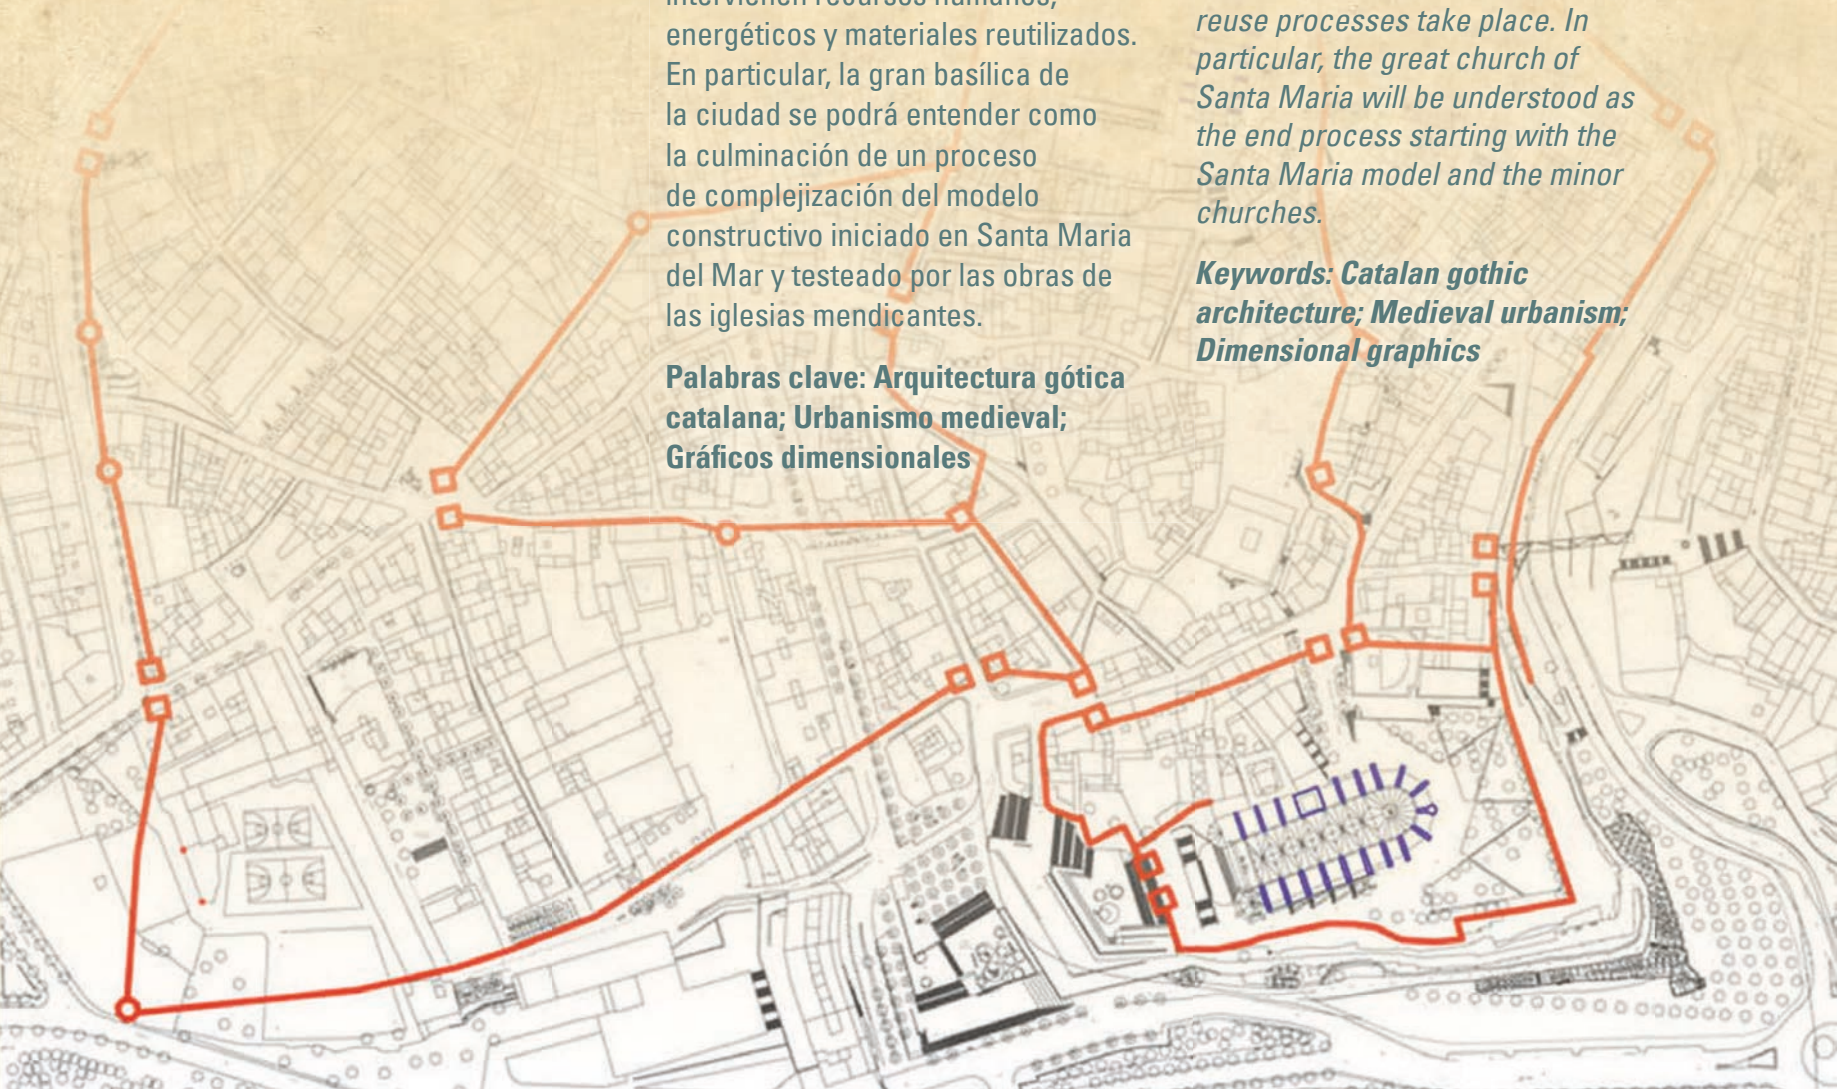 intervienen recursos humanos,
energéticos y materiales reutilizados.
En particular, la gran basílica de
la ciudad se podrá entender como
la culminación de un proceso
de complejización del modelo
constructivo iniciado en Santa Maria
del Mar y testeado por las obras de
las iglesias mendicantes.
Palabras clave: Arquitectura gótica
catalana; Urbanismo medieval;
Gráficos dimensionales
reuse processes take place. In
particular, the great church of
Santa Maria will be understood as
the end process starting with the
Santa Maria model and the minor
churches.
Keywords: Catalan gothic
architecture; Medieval urbanism;
Dimensional graphics